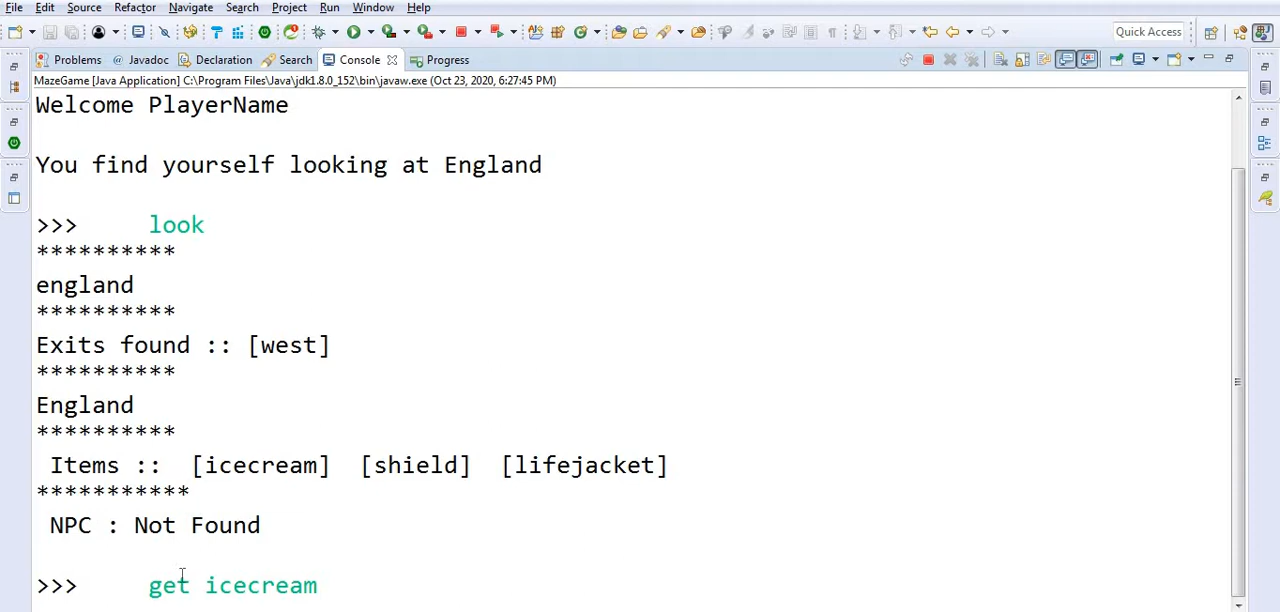 File Edit Source Refactor Navigate Search Project Run Window Help
Quick Access
Problems @ Javadoc Declaration Search Console Progress
MazeGame [Java Application] C:\Program Files\Java\jdk1.8.0_152\bin\javaw.exe (Oct 23, 2020, 6:27:45 PM)
Welcome PlayerName
You find yourself looking at England
>>> look
**********
england
**********
Exits found :: [west]
**********
England
**********
Items :: [icecream] [shield] [lifejacket]
***********
NPC : Not Found
>>> get icecream